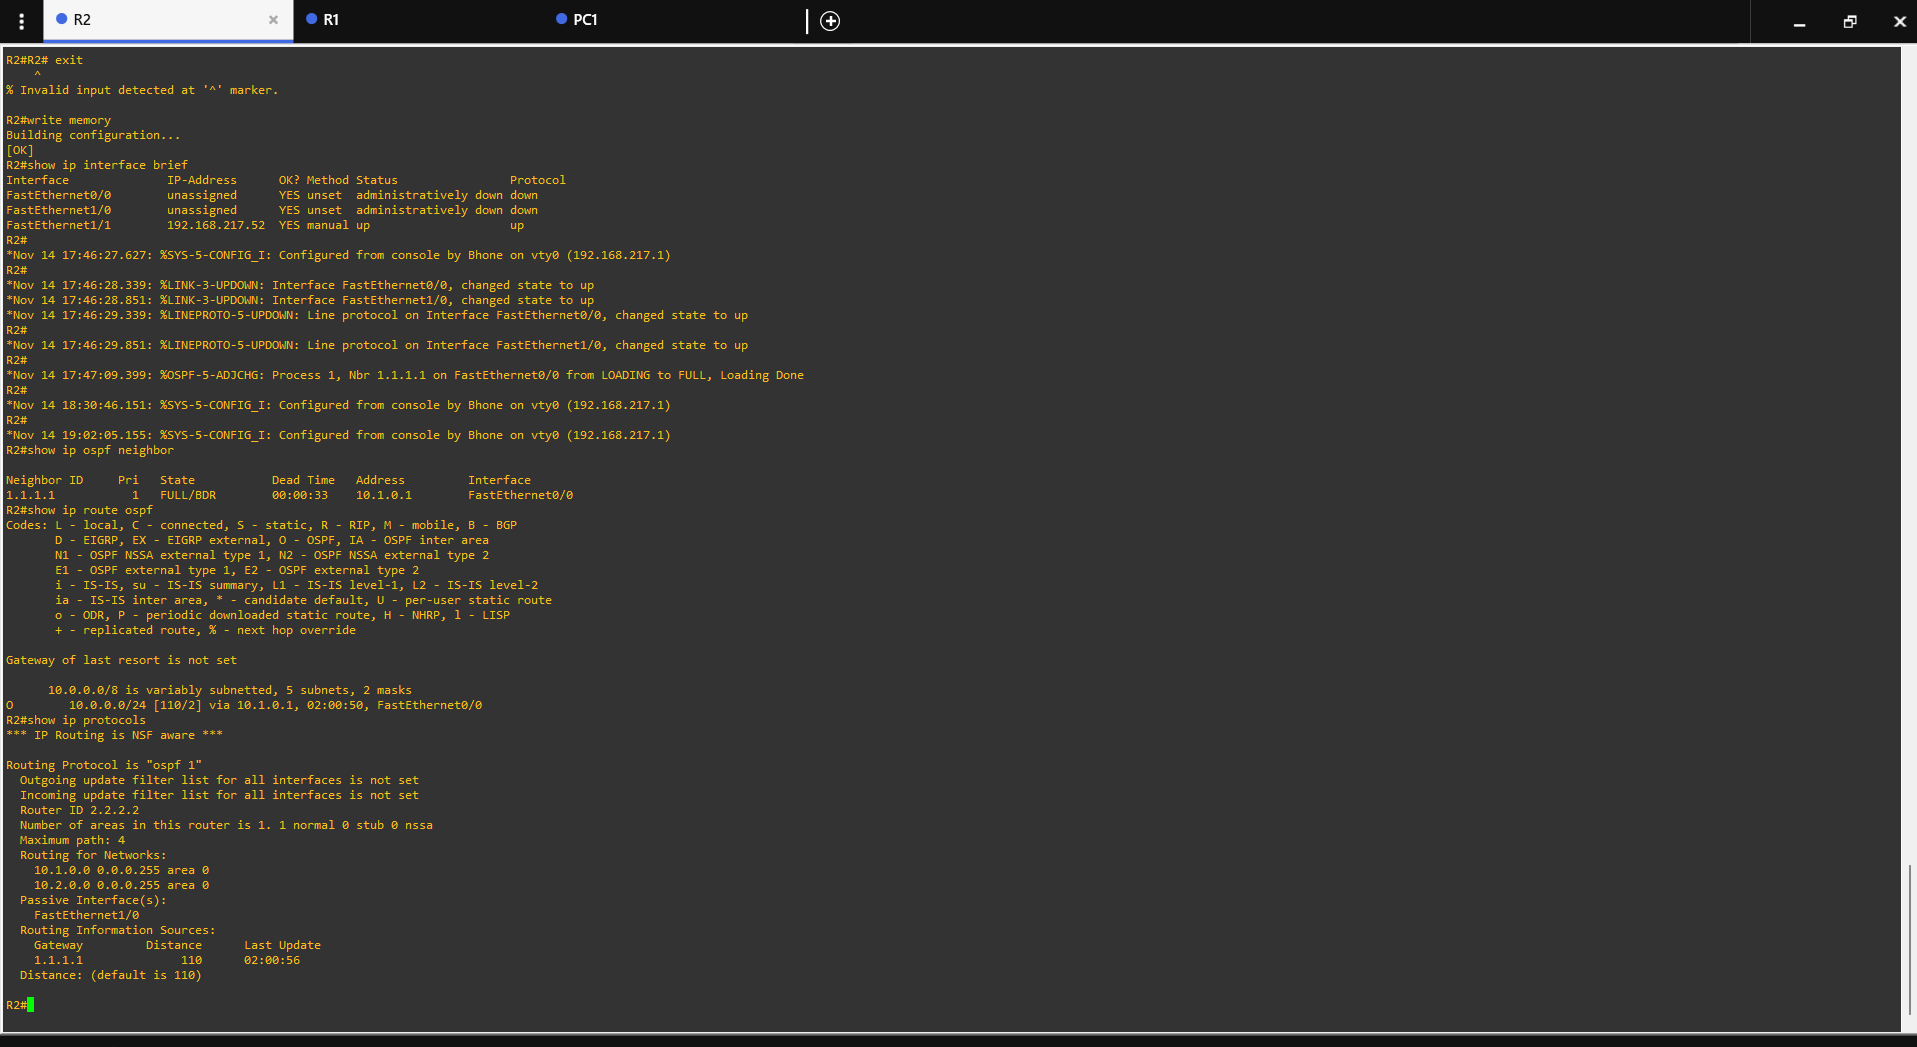 R2
R1
PC1
R2#R2# exit
^
% Invalid input detected at '^' marker.
R2#write memory
Building configuration...
[OK]
R2#show ip interface brief
Interface              IP-Address      OK? Method Status                Protocol
FastEthernet0/0        unassigned      YES unset  administratively down down
FastEthernet1/0        unassigned      YES unset  administratively down down
FastEthernet1/1        192.168.217.52  YES manual up                    up
R2#
*Nov 14 17:46:27.627: %SYS-5-CONFIG_I: Configured from console by Bhone on vty0 (192.168.217.1)
R2#
*Nov 14 17:46:28.339: %LINK-3-UPDOWN: Interface FastEthernet0/0, changed state to up
*Nov 14 17:46:28.851: %LINK-3-UPDOWN: Interface FastEthernet1/0, changed state to up
*Nov 14 17:46:29.339: %LINEPROTO-5-UPDOWN: Line protocol on Interface FastEthernet0/0, changed state to up
R2#
*Nov 14 17:46:29.851: %LINEPROTO-5-UPDOWN: Line protocol on Interface FastEthernet1/0, changed state to up
R2#
*Nov 14 17:47:09.399: %OSPF-5-ADJCHG: Process 1, Nbr 1.1.1.1 on FastEthernet0/0 from LOADING to FULL, Loading Done
R2#
*Nov 14 18:30:46.151: %SYS-5-CONFIG_I: Configured from console by Bhone on vty0 (192.168.217.1)
R2#
*Nov 14 19:02:05.155: %SYS-5-CONFIG_I: Configured from console by Bhone on vty0 (192.168.217.1)
R2#show ip ospf neighbor
Neighbor ID     Pri   State           Dead Time   Address         Interface
1.1.1.1           1   FULL/BDR        00:00:33    10.1.0.1        FastEthernet0/0
R2#show ip route ospf
Codes: L - local, C - connected, S - static, R - RIP, M - mobile, B - BGP
       D - EIGRP, EX - EIGRP external, O - OSPF, IA - OSPF inter area
       N1 - OSPF NSSA external type 1, N2 - OSPF NSSA external type 2
       E1 - OSPF external type 1, E2 - OSPF external type 2
       i - IS-IS, su - IS-IS summary, L1 - IS-IS level-1, L2 - IS-IS level-2
       ia - IS-IS inter area, * - candidate default, U - per-user static route
       o - ODR, P - periodic downloaded static route, H - NHRP, l - LISP
       + - replicated route, % - next hop override
Gateway of last resort is not set
      10.0.0.0/8 is variably subnetted, 5 subnets, 2 masks
O        10.0.0.0/24 [110/2] via 10.1.0.1, 02:00:50, FastEthernet0/0
R2#show ip protocols
*** IP Routing is NSF aware ***
Routing Protocol is "ospf 1"
  Outgoing update filter list for all interfaces is not set
  Incoming update filter list for all interfaces is not set
  Router ID 2.2.2.2
  Number of areas in this router is 1. 1 normal 0 stub 0 nssa
  Maximum path: 4
  Routing for Networks:
    10.1.0.0 0.0.0.255 area 0
    10.2.0.0 0.0.0.255 area 0
  Passive Interface(s):
    FastEthernet1/0
  Routing Information Sources:
    Gateway         Distance      Last Update
    1.1.1.1              110      02:00:56
  Distance: (default is 110)
R2#